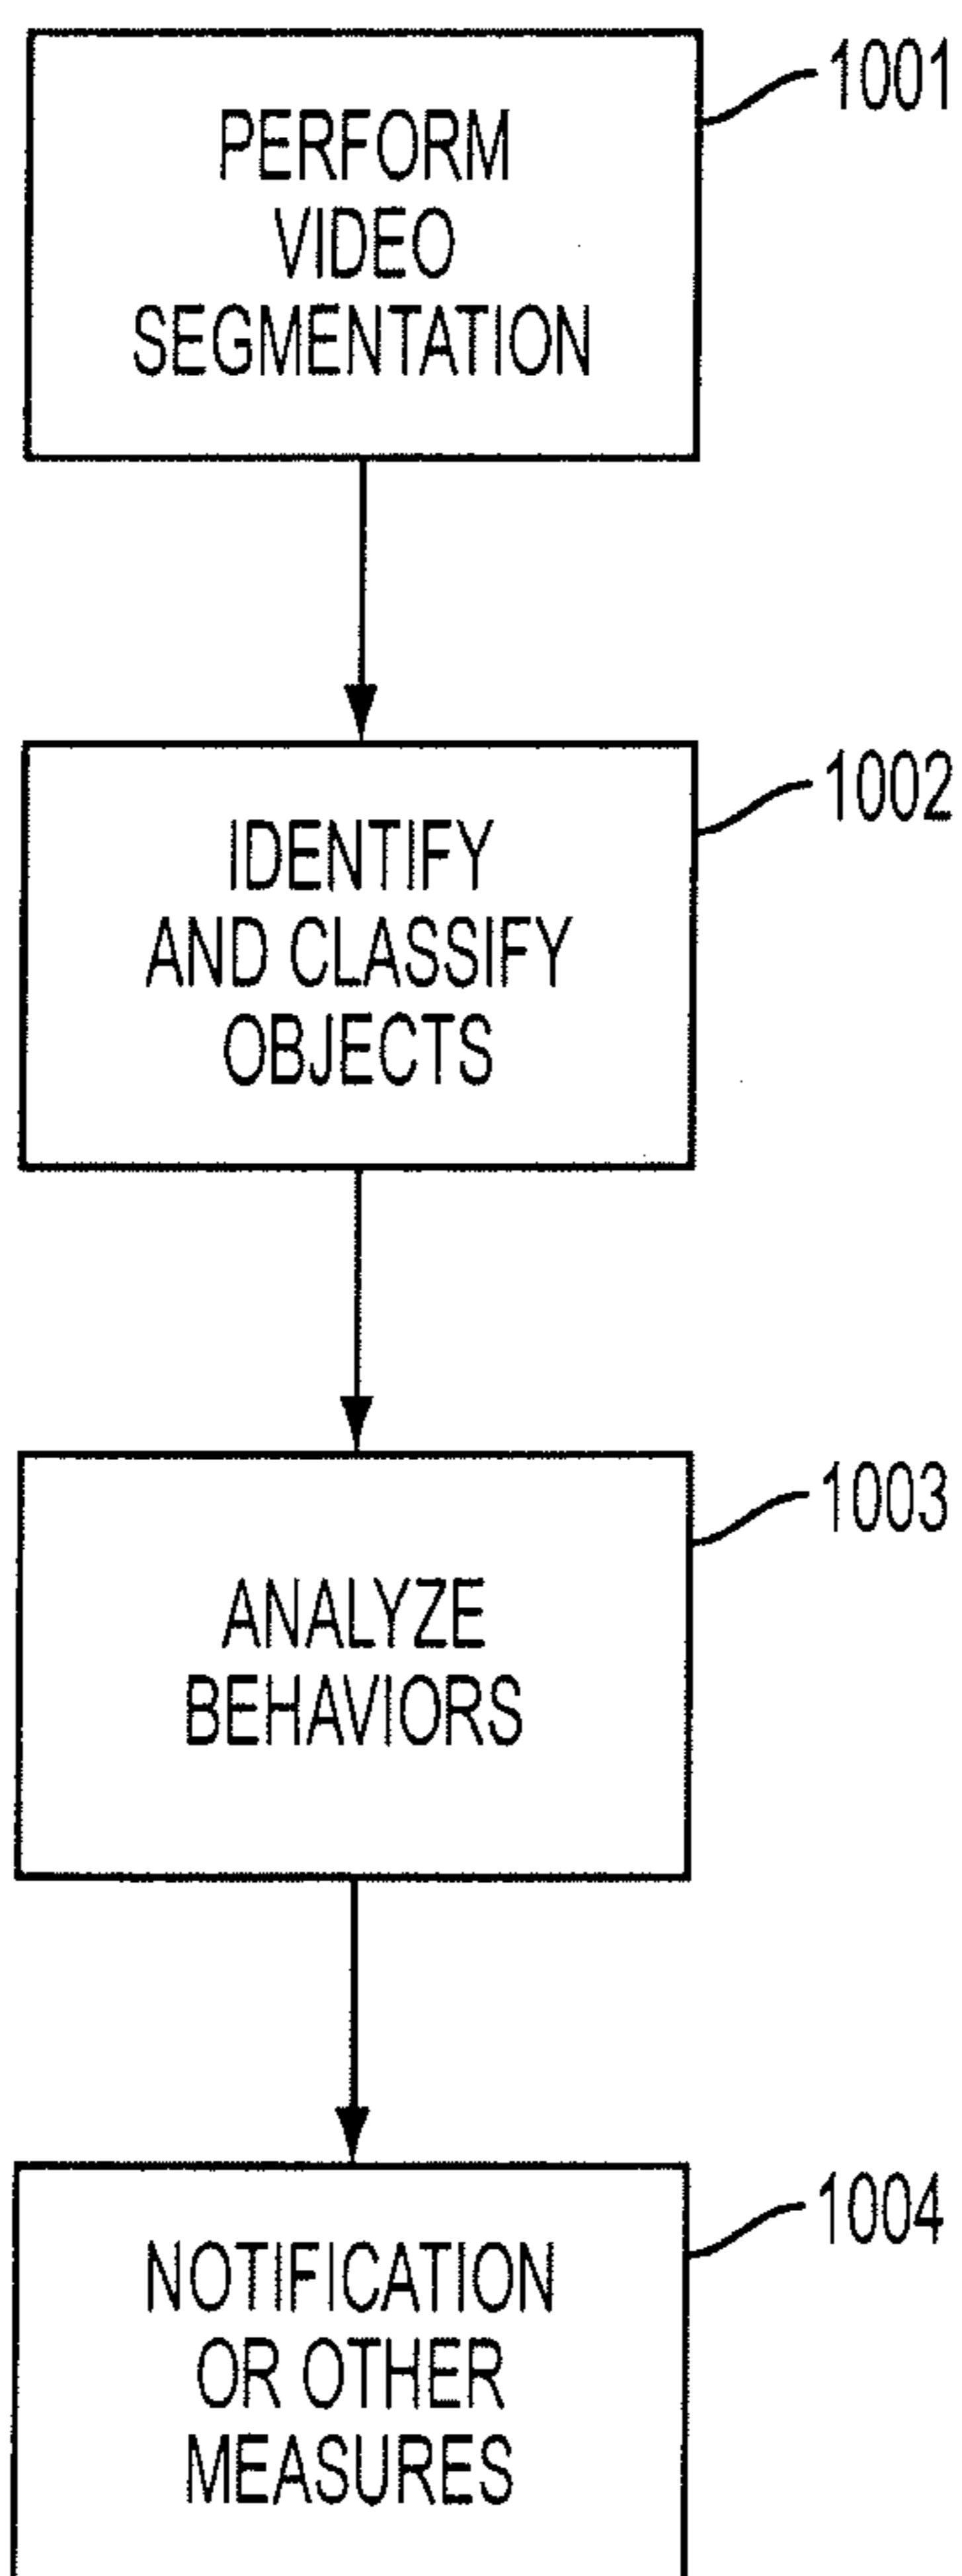 PERFORM
VIDEO
SEGMENTATION
1001
IDENTIFY
AND CLASSIFY
OBJECTS
1002
ANALYZE
BEHAVIORS
1003
NOTIFICATION
OR OTHER
MEASURES
1004